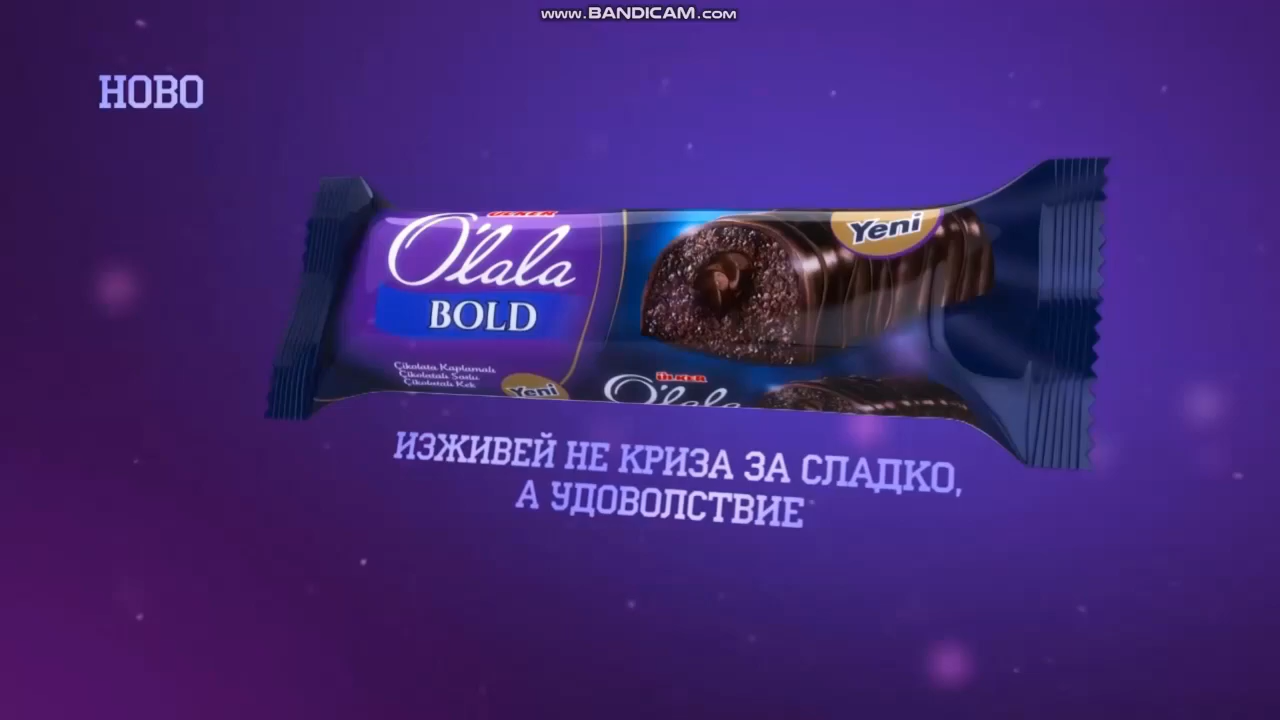 www.BANDICAM.com
НОВО
ÜLKER
O'lala
BOLD
Yeni
Çikolata Kaplamalı
Çikolatalı Soslu
Çikolatalı Kek
Yeni
ÜLKER
O'lala
ИЗЖИВЕЙ НЕ КРИЗА ЗА СЛАДКО,
А УДОВОЛСТВИЕ